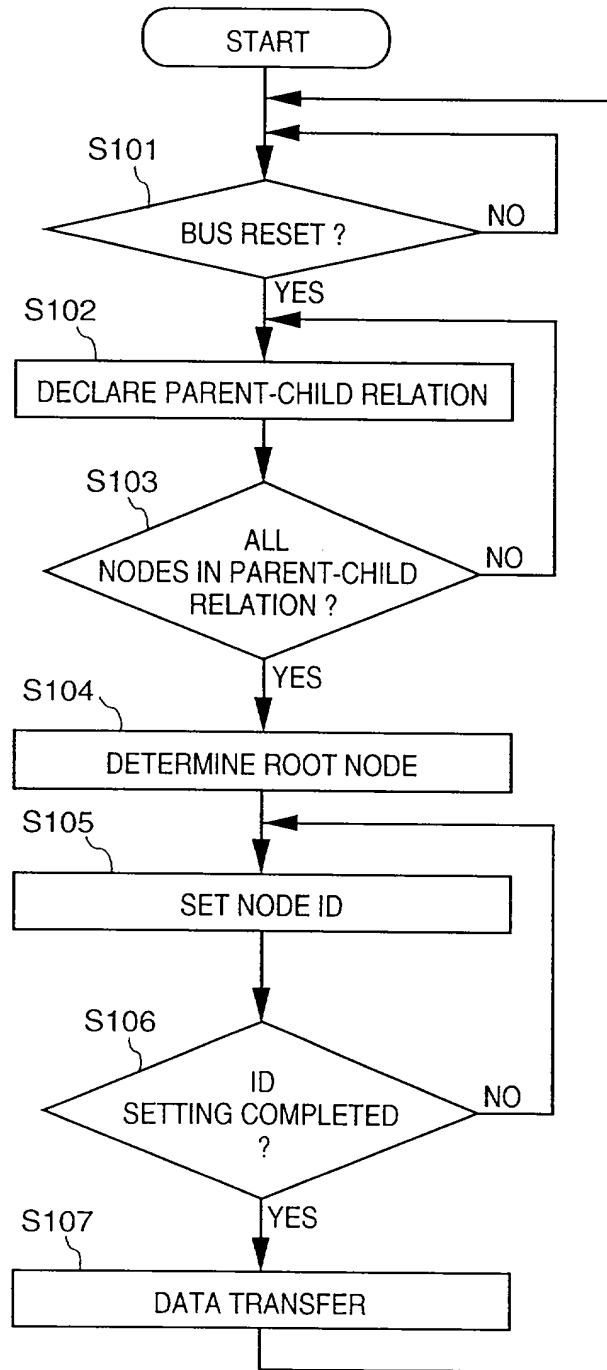 START
S101
BUS RESET ?
NO
YES
S102
DECLARE PARENT-CHILD RELATION
S103
ALL
NODES IN PARENT-CHILD
RELATION ?
NO
YES
S104
DETERMINE ROOT NODE
S105
SET NODE ID
S106
ID
SETTING COMPLETED
?
NO
YES
S107
DATA TRANSFER